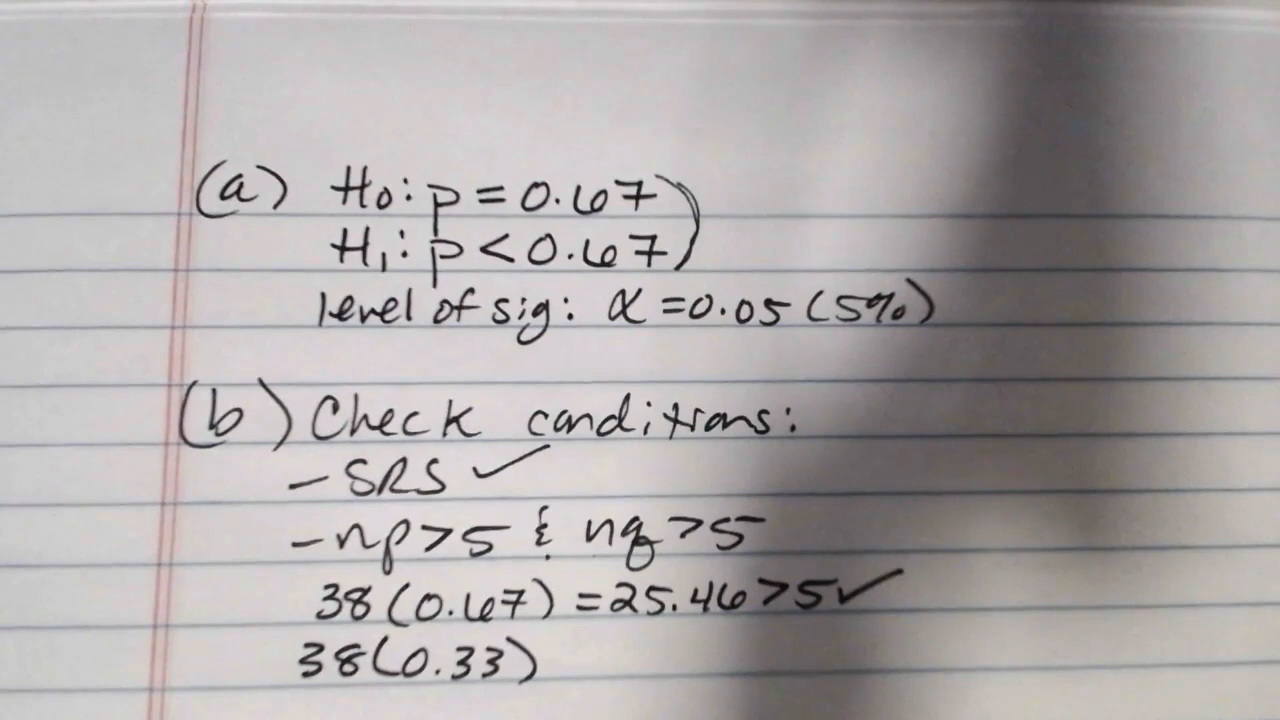 (a) H₀: p = 0.67
H₁: p < 0.67
level of sig: α = 0.05 (5%)
(b) Check conditions:
- SRS ✓
- np > 5 & nq > 5
38(0.67) = 25.46 > 5 ✓
38(0.33)